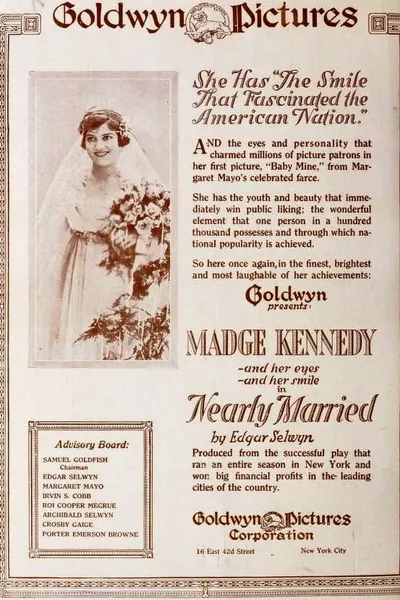 Goldwyn Pictures
She Has "The Smile
That Fascinated the
American Nation."
AND the eyes and personality that
charmed millions of picture patrons in
her first picture, "Baby Mine," from Mar-
garet Mayo's celebrated farce.
She has the youth and beauty that imme-
diately win public liking; the wonderful
element that one person in a hundred
thousand possesses and through which na-
tional popularity is achieved.
So here once again, in the finest, brightest
and most laughable of her achievements:
Goldwyn
presents:
MADGE KENNEDY
-and her eyes
-and her smile
in
Nearly Married
by Edgar Selwyn
Produced from the successful play that
ran an entire season in New York and
won big financial profits in the leading
cities of the country.
Goldwyn Pictures
Corporation
16 East 42d Street New York City
Advisory Board:
SAMUEL GOLDFISH
Chairman
EDGAR SELWYN
MARGARET MAYO
IRVIN S. COBB
ROI COOPER MEGRUE
ARCHIBALD SELWYN
CROSBY GAIGE
PORTER EMERSON BROWNE